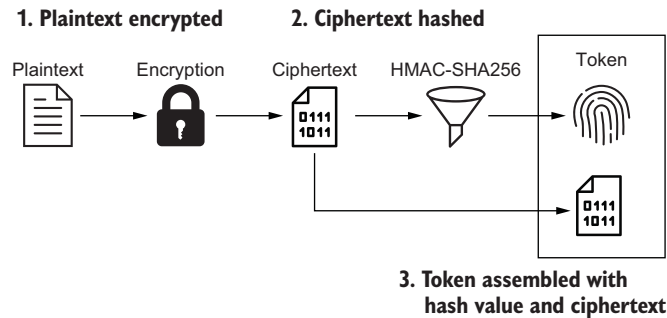 1. Plaintext encrypted
2. Ciphertext hashed
Plaintext
Encryption
Ciphertext
HMAC-SHA256
Token
0111
1011
0111
1011
3. Token assembled with
hash value and ciphertext